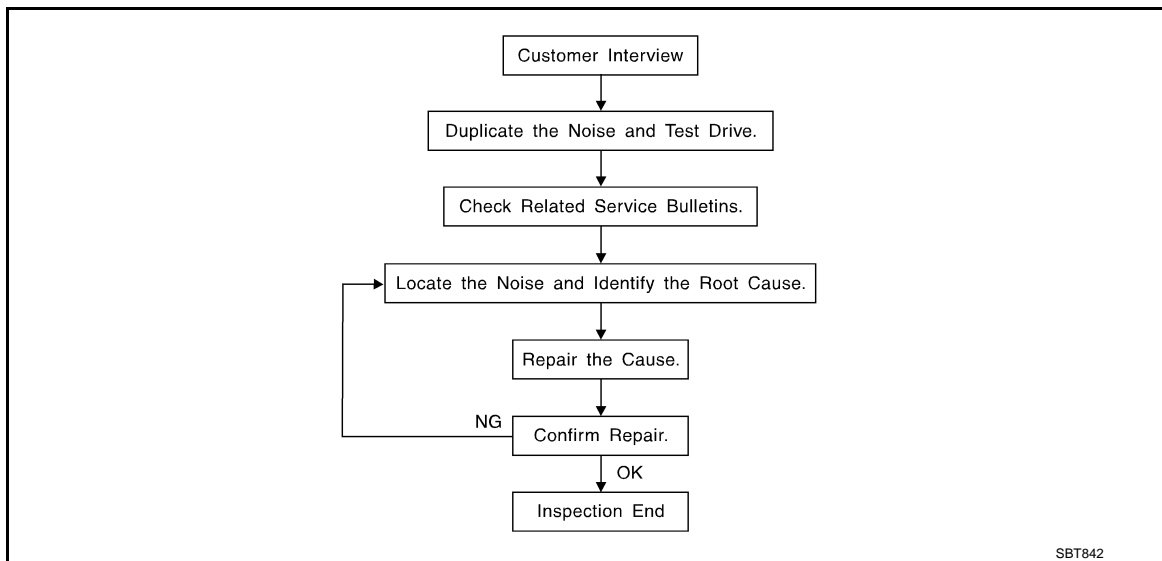 Customer Interview
Duplicate the Noise and Test Drive.
Check Related Service Bulletins.
Locate the Noise and Identify the Root Cause.
Repair the Cause.
NG
Confirm Repair.
OK
Inspection End
SBT842